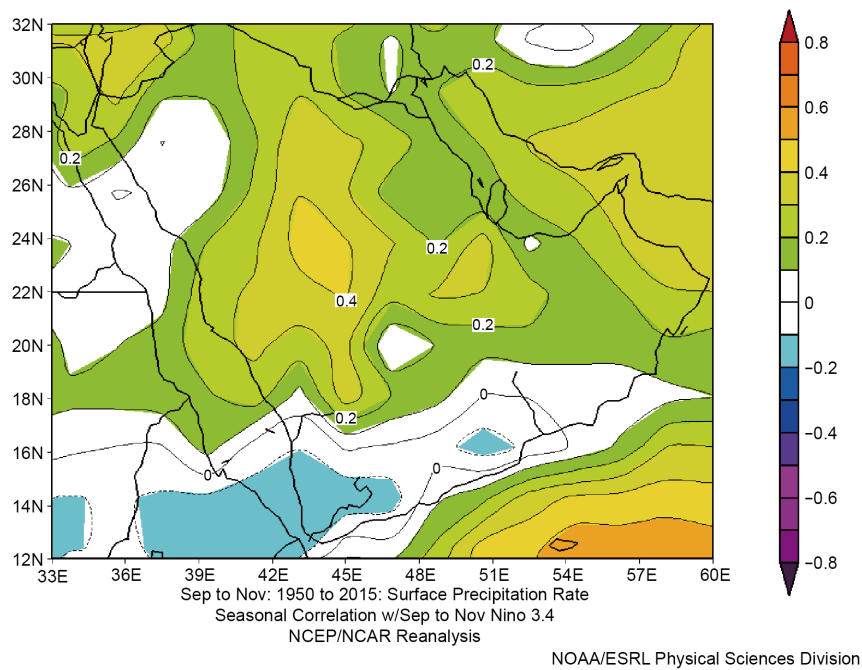 32N
30N
28N
26N
24N
22N
20N
18N
16N
14N
12N
33E 36E 39E 42E 45E 48E 51E 54E 57E 60E
0.2
0.2
0.2
0.4
0.2
0.2
0
0
0
0.8
0.6
0.4
0.2
0
−0.2
−0.4
−0.6
−0.8
Sep to Nov: 1950 to 2015: Surface Precipitation Rate
Seasonal Correlation w/Sep to Nov Nino 3.4
NCEP/NCAR Reanalysis
NOAA/ESRL Physical Sciences Division